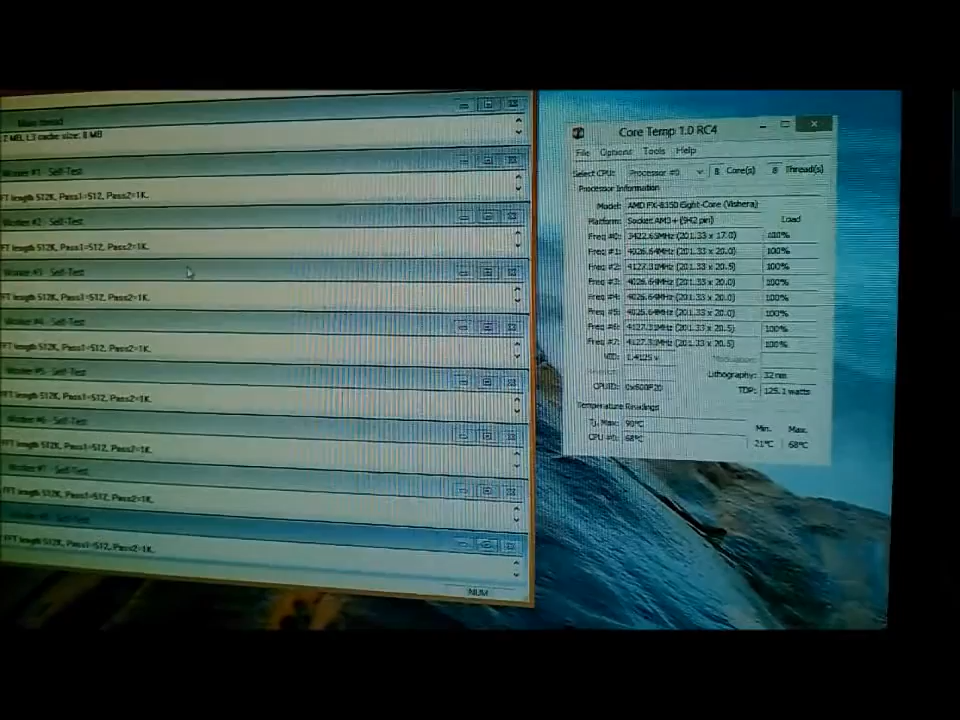 Main thread
2 MB), L3 cache size: 8 MB
Worker #1 Self-Test
FFT length 512K, Pass1=512, Pass2=1K.
Worker #2 Self-Test
FFT length 512K, Pass1=512, Pass2=1K.
Worker #3 Self-Test
FFT length 512K, Pass1=512, Pass2=1K.
Worker #4 Self-Test
FFT length 512K, Pass1=512, Pass2=1K.
Worker #5 Self-Test
FFT length 512K, Pass1=512, Pass2=1K.
Worker #6 Self-Test
FFT length 512K, Pass1=512, Pass2=1K.
Worker #7 Self-Test
FFT length 512K, Pass1=512, Pass2=1K.
Self-Test
FFT length 512K, Pass1=512, Pass2=1K.
NUM
Core Temp 1.0 RC4
File Options Tools Help
Select CPU: Processor #0 8 Core(s) 8 Thread(s)
Processor Information
Model: AMD FX-8350 Eight-Core (Vishera)
Platform: Socket AM3+ (942 pin) Load
Freq #0: 3422.65MHz (201.33 x 17.0) 100%
Freq #1: 4026.64MHz (201.33 x 20.0) 100%
Freq #2: 4127.31MHz (201.33 x 20.5) 100%
Freq #3: 4026.64MHz (201.33 x 20.0) 100%
Freq #4: 4026.64MHz (201.33 x 20.0) 100%
Freq #5: 4026.64MHz (201.33 x 20.0) 100%
Freq #6: 4127.31MHz (201.33 x 20.5) 100%
Freq #7: 4127.31MHz (201.33 x 20.5) 100%
VID: 1.4125 v Modulation:
Revision: Lithography: 32 nm
CPUID: 0x600F20 TDP: 125.1 watts
Temperature Readings
Tj. Max: 90°C Min. Max.
CPU #0: 68°C 21°C 68°C